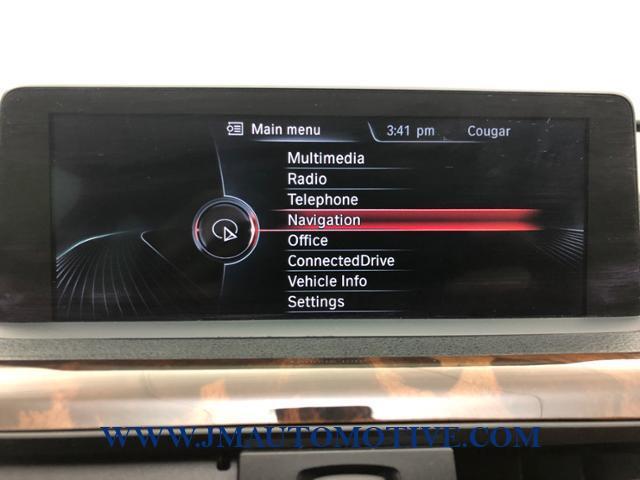 Main menu 3:41 pm Cougar
Multimedia
Radio
Telephone
Navigation
Office
ConnectedDrive
Vehicle Info
Settings
WWW.JMAUTOMOTIVE.COM